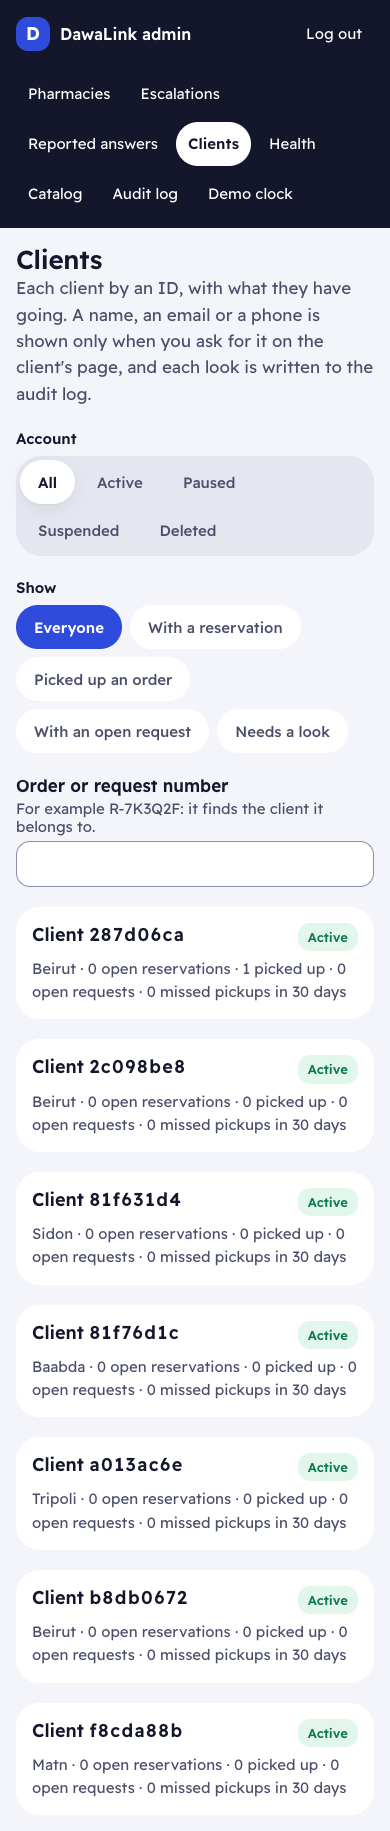 D DawaLink admin Log out
Pharmacies Escalations
Reported answers Clients Health
Catalog Audit log Demo clock
Clients
Each client by an ID, with what they have
going. A name, an email or a phone is
shown only when you ask for it on the
client's page, and each look is written to the
audit log.
Account
All Active Paused
Suspended Deleted
Show
Everyone With a reservation
Picked up an order
With an open request Needs a look
Order or request number
For example R-7K3Q2F: it finds the client it
belongs to.
Client 287d06ca Active
Beirut · 0 open reservations · 1 picked up · 0
open requests · 0 missed pickups in 30 days
Client 2c098be8 Active
Beirut · 0 open reservations · 0 picked up · 0
open requests · 0 missed pickups in 30 days
Client 81f631d4 Active
Sidon · 0 open reservations · 0 picked up · 0
open requests · 0 missed pickups in 30 days
Client 81f76d1c Active
Baabda · 0 open reservations · 0 picked up · 0
open requests · 0 missed pickups in 30 days
Client a013ac6e Active
Tripoli · 0 open reservations · 0 picked up · 0
open requests · 0 missed pickups in 30 days
Client b8db0672 Active
Beirut · 0 open reservations · 0 picked up · 0
open requests · 0 missed pickups in 30 days
Client f8cda88b Active
Matn · 0 open reservations · 0 picked up · 0
open requests · 0 missed pickups in 30 days